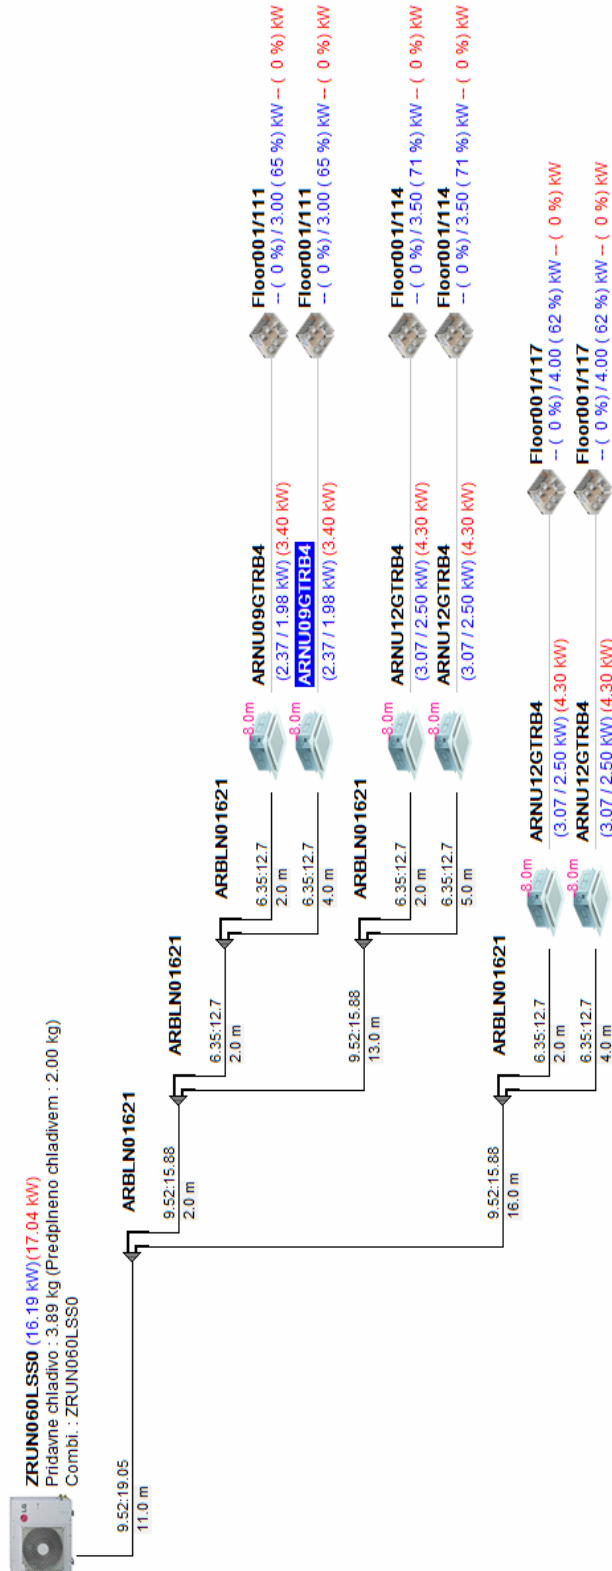 ZRUN060LSS0 (16.19 kW)(17.04 kW)
Pridavne chladivo : 3.89 kg (Predplneno chladivem : 2.00 kg)
Combi. : ZRUN060LSS0
LG
9.52:19.05
11.0 m
ARBLN01621
9.52:15.88
2.0 m
ARBLN01621
6.35:12.7
2.0 m
ARBLN01621
6.35:12.7
2.0 m
-8.0m
ARNU09GTRB4
(2.37 / 1.98 kW) (3.40 kW)
Floor001/111
-- ( 0 %) / 3.00 ( 65 %) kW -- ( 0 %) kW
6.35:12.7
4.0 m
-8.0m
ARNU09GTRB4
(2.37 / 1.98 kW) (3.40 kW)
Floor001/111
-- ( 0 %) / 3.00 ( 65 %) kW -- ( 0 %) kW
9.52:15.88
13.0 m
ARBLN01621
6.35:12.7
2.0 m
-8.0m
ARNU12GTRB4
(3.07 / 2.50 kW) (4.30 kW)
Floor001/114
-- ( 0 %) / 3.50 ( 71 %) kW -- ( 0 %) kW
6.35:12.7
5.0 m
-8.0m
ARNU12GTRB4
(3.07 / 2.50 kW) (4.30 kW)
Floor001/114
-- ( 0 %) / 3.50 ( 71 %) kW -- ( 0 %) kW
9.52:15.88
16.0 m
ARBLN01621
6.35:12.7
2.0 m
-8.0m
ARNU12GTRB4
(3.07 / 2.50 kW) (4.30 kW)
Floor001/117
-- ( 0 %) / 4.00 ( 62 %) kW -- ( 0 %) kW
6.35:12.7
4.0 m
-8.0m
ARNU12GTRB4
(3.07 / 2.50 kW) (4.30 kW)
Floor001/117
-- ( 0 %) / 4.00 ( 62 %) kW -- ( 0 %) kW